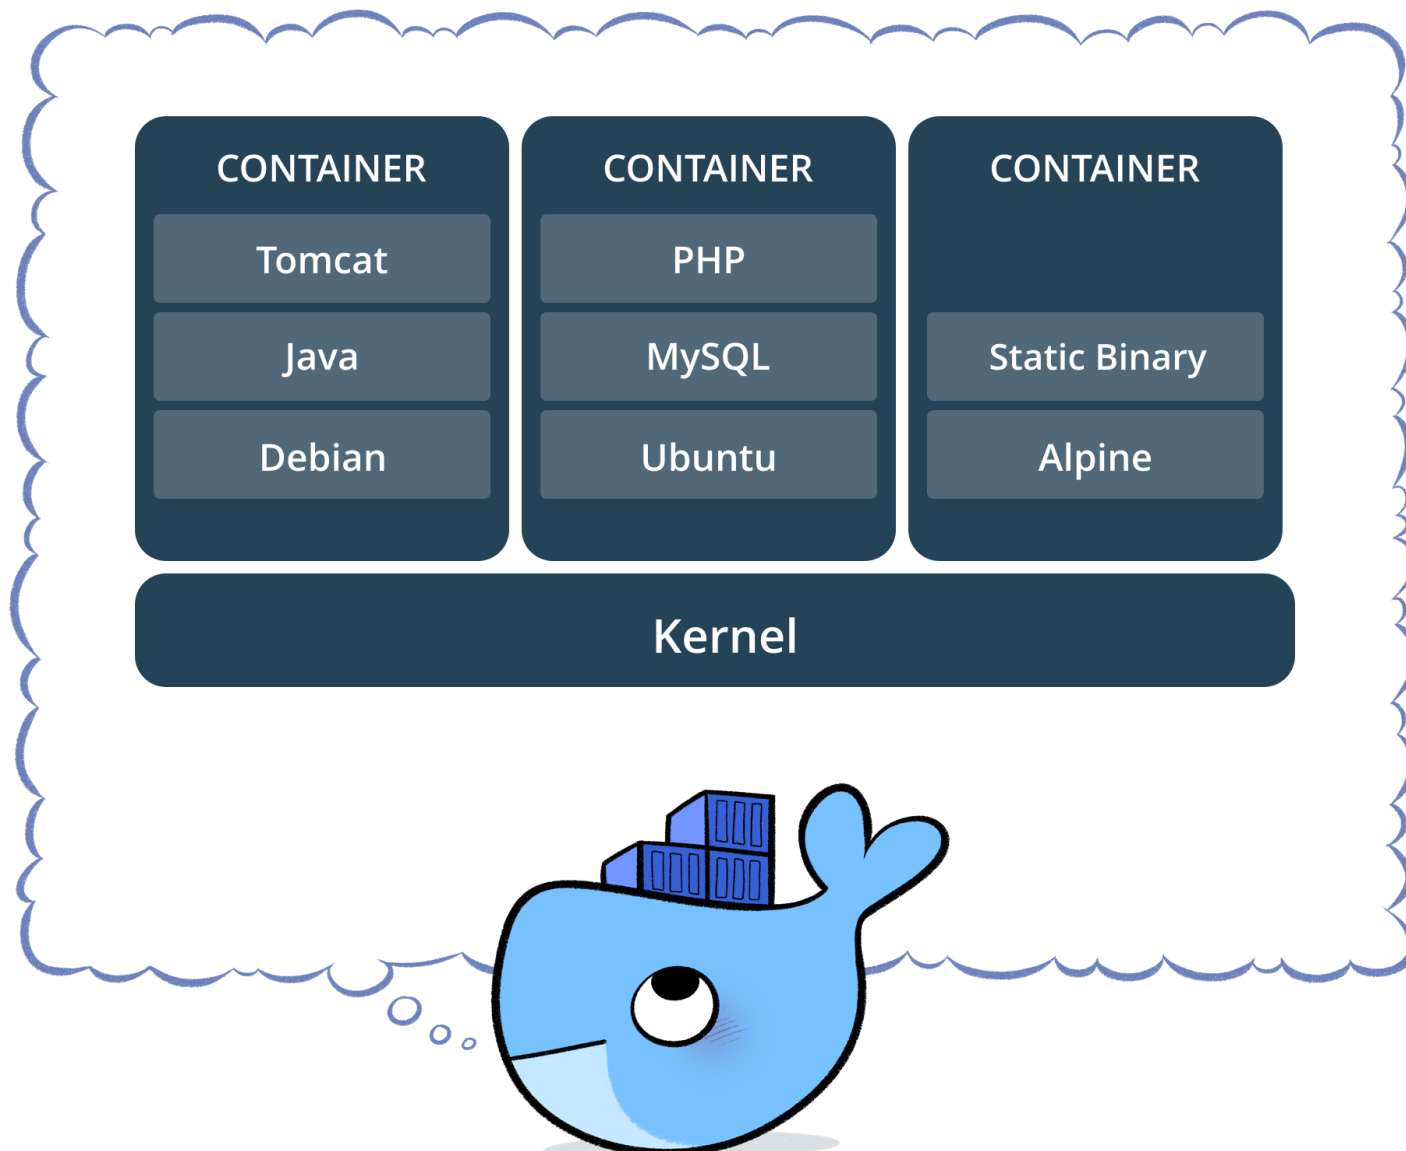 CONTAINER
Tomcat
Java
Debian
CONTAINER
PHP
MySQL
Ubuntu
CONTAINER
Static Binary
Alpine
Kernel